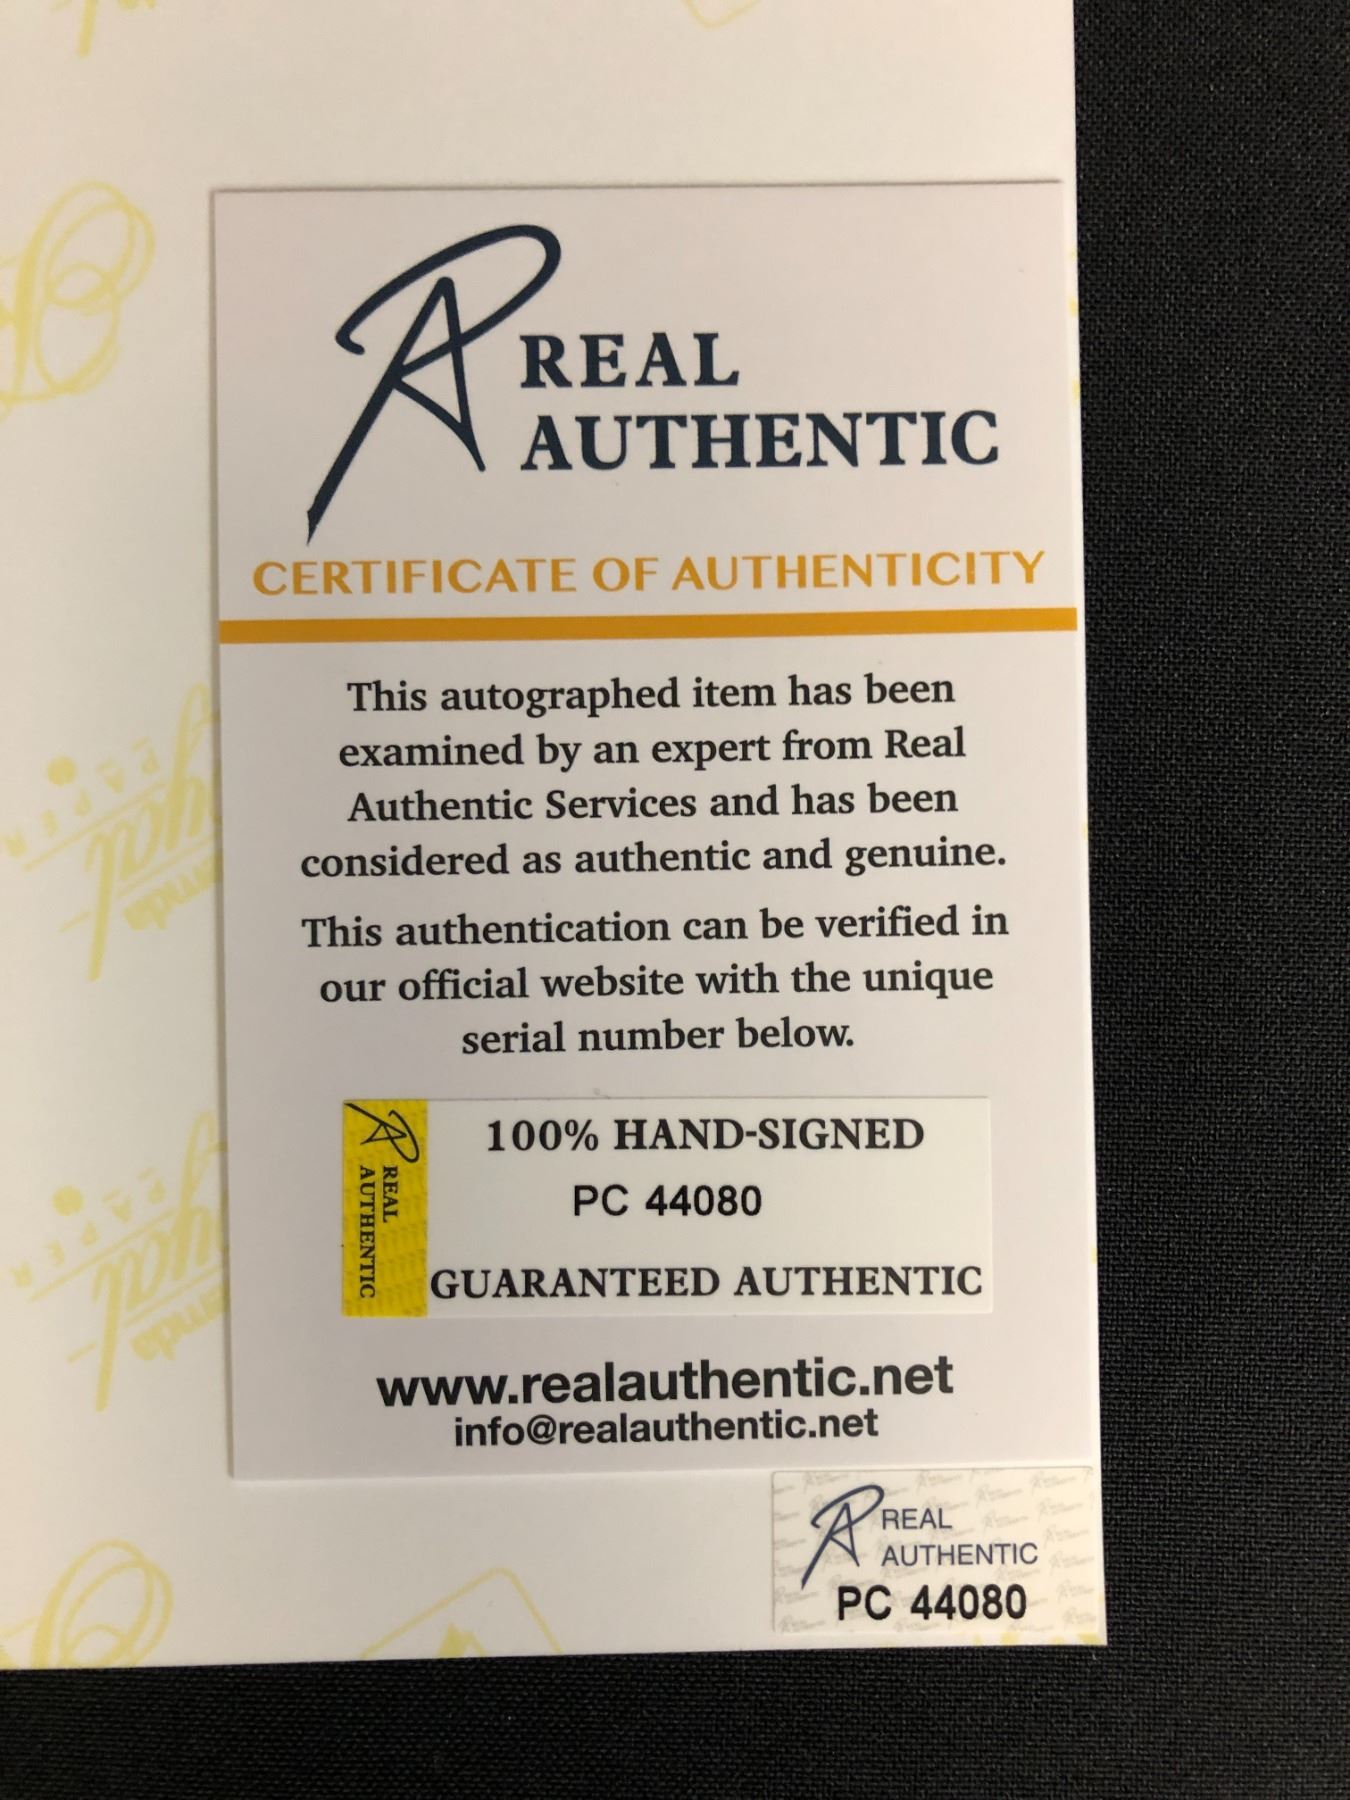 REAL
AUTHENTIC
CERTIFICATE OF AUTHENTICITY
This autographed item has been
examined by an expert from Real
Authentic Services and has been
considered as authentic and genuine.
This authentication can be verified in
our official website with the unique
serial number below.
REAL
AUTHENTIC
100% HAND-SIGNED
PC 44080
GUARANTEED AUTHENTIC
www.realauthentic.net
info@realauthentic.net
REAL
AUTHENTIC
PC 44080